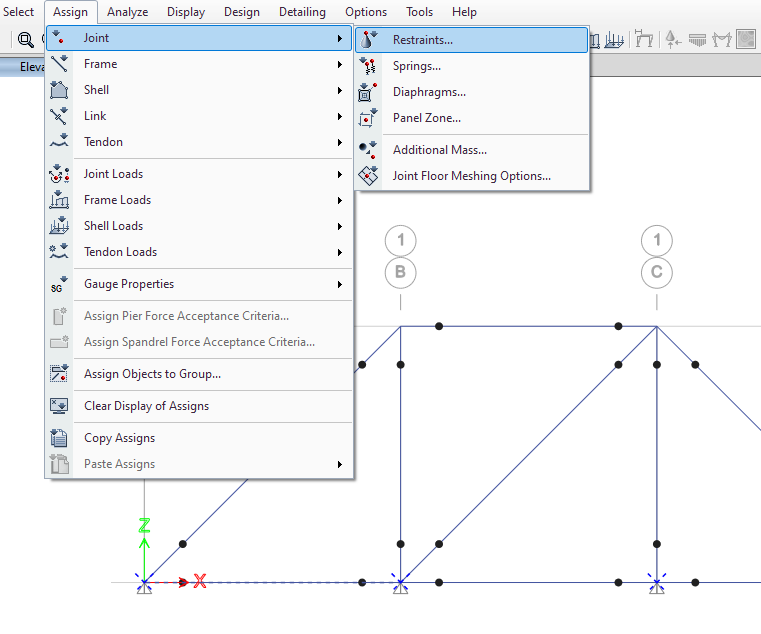 Select Assign Analyze Display Design Detailing Options Tools Help
Joint
Frame
Shell
Link
Tendon
Joint Loads
Frame Loads
Shell Loads
Tendon Loads
SG Gauge Properties
Assign Pier Force Acceptance Criteria...
Assign Spandrel Force Acceptance Criteria...
Assign Objects to Group...
Clear Display of Assigns
Copy Assigns
Paste Assigns
Restraints...
Springs...
Diaphragms...
Panel Zone...
Additional Mass...
Joint Floor Meshing Options...
Eleva
1 1
B C
Z
X